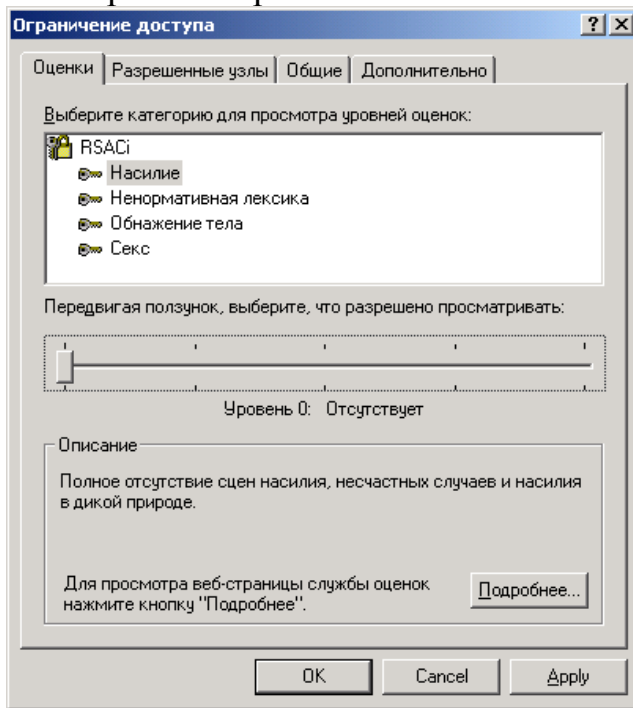 Ограничение доступа
Оценки Разрешенные узлы Общие Дополнительно
Выберите категорию для просмотра уровней оценок:
RSACi
Насилие
Ненормативная лексика
Обнажение тела
Секс
Передвигая ползунок, выберите, что разрешено просматривать:
Уровень 0: Отсутствует
Описание
Полное отсутствие сцен насилия, несчастных случаев и насилия
в дикой природе.
Для просмотра веб-страницы службы оценок
нажмите кнопку "Подробнее".
Подробнее...
OK Cancel Apply